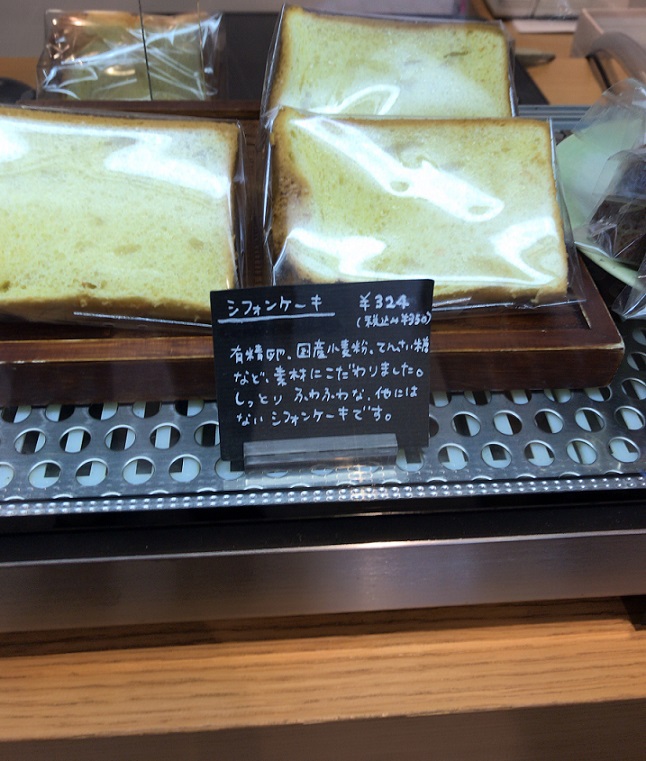 シフォンケーキ ¥324
(税込み¥350)
有精卵、国産小麦粉、てんさい糖
など、素材にこだわりました。
しっとり ふわふわな、他には
ない シフォンケーキです。